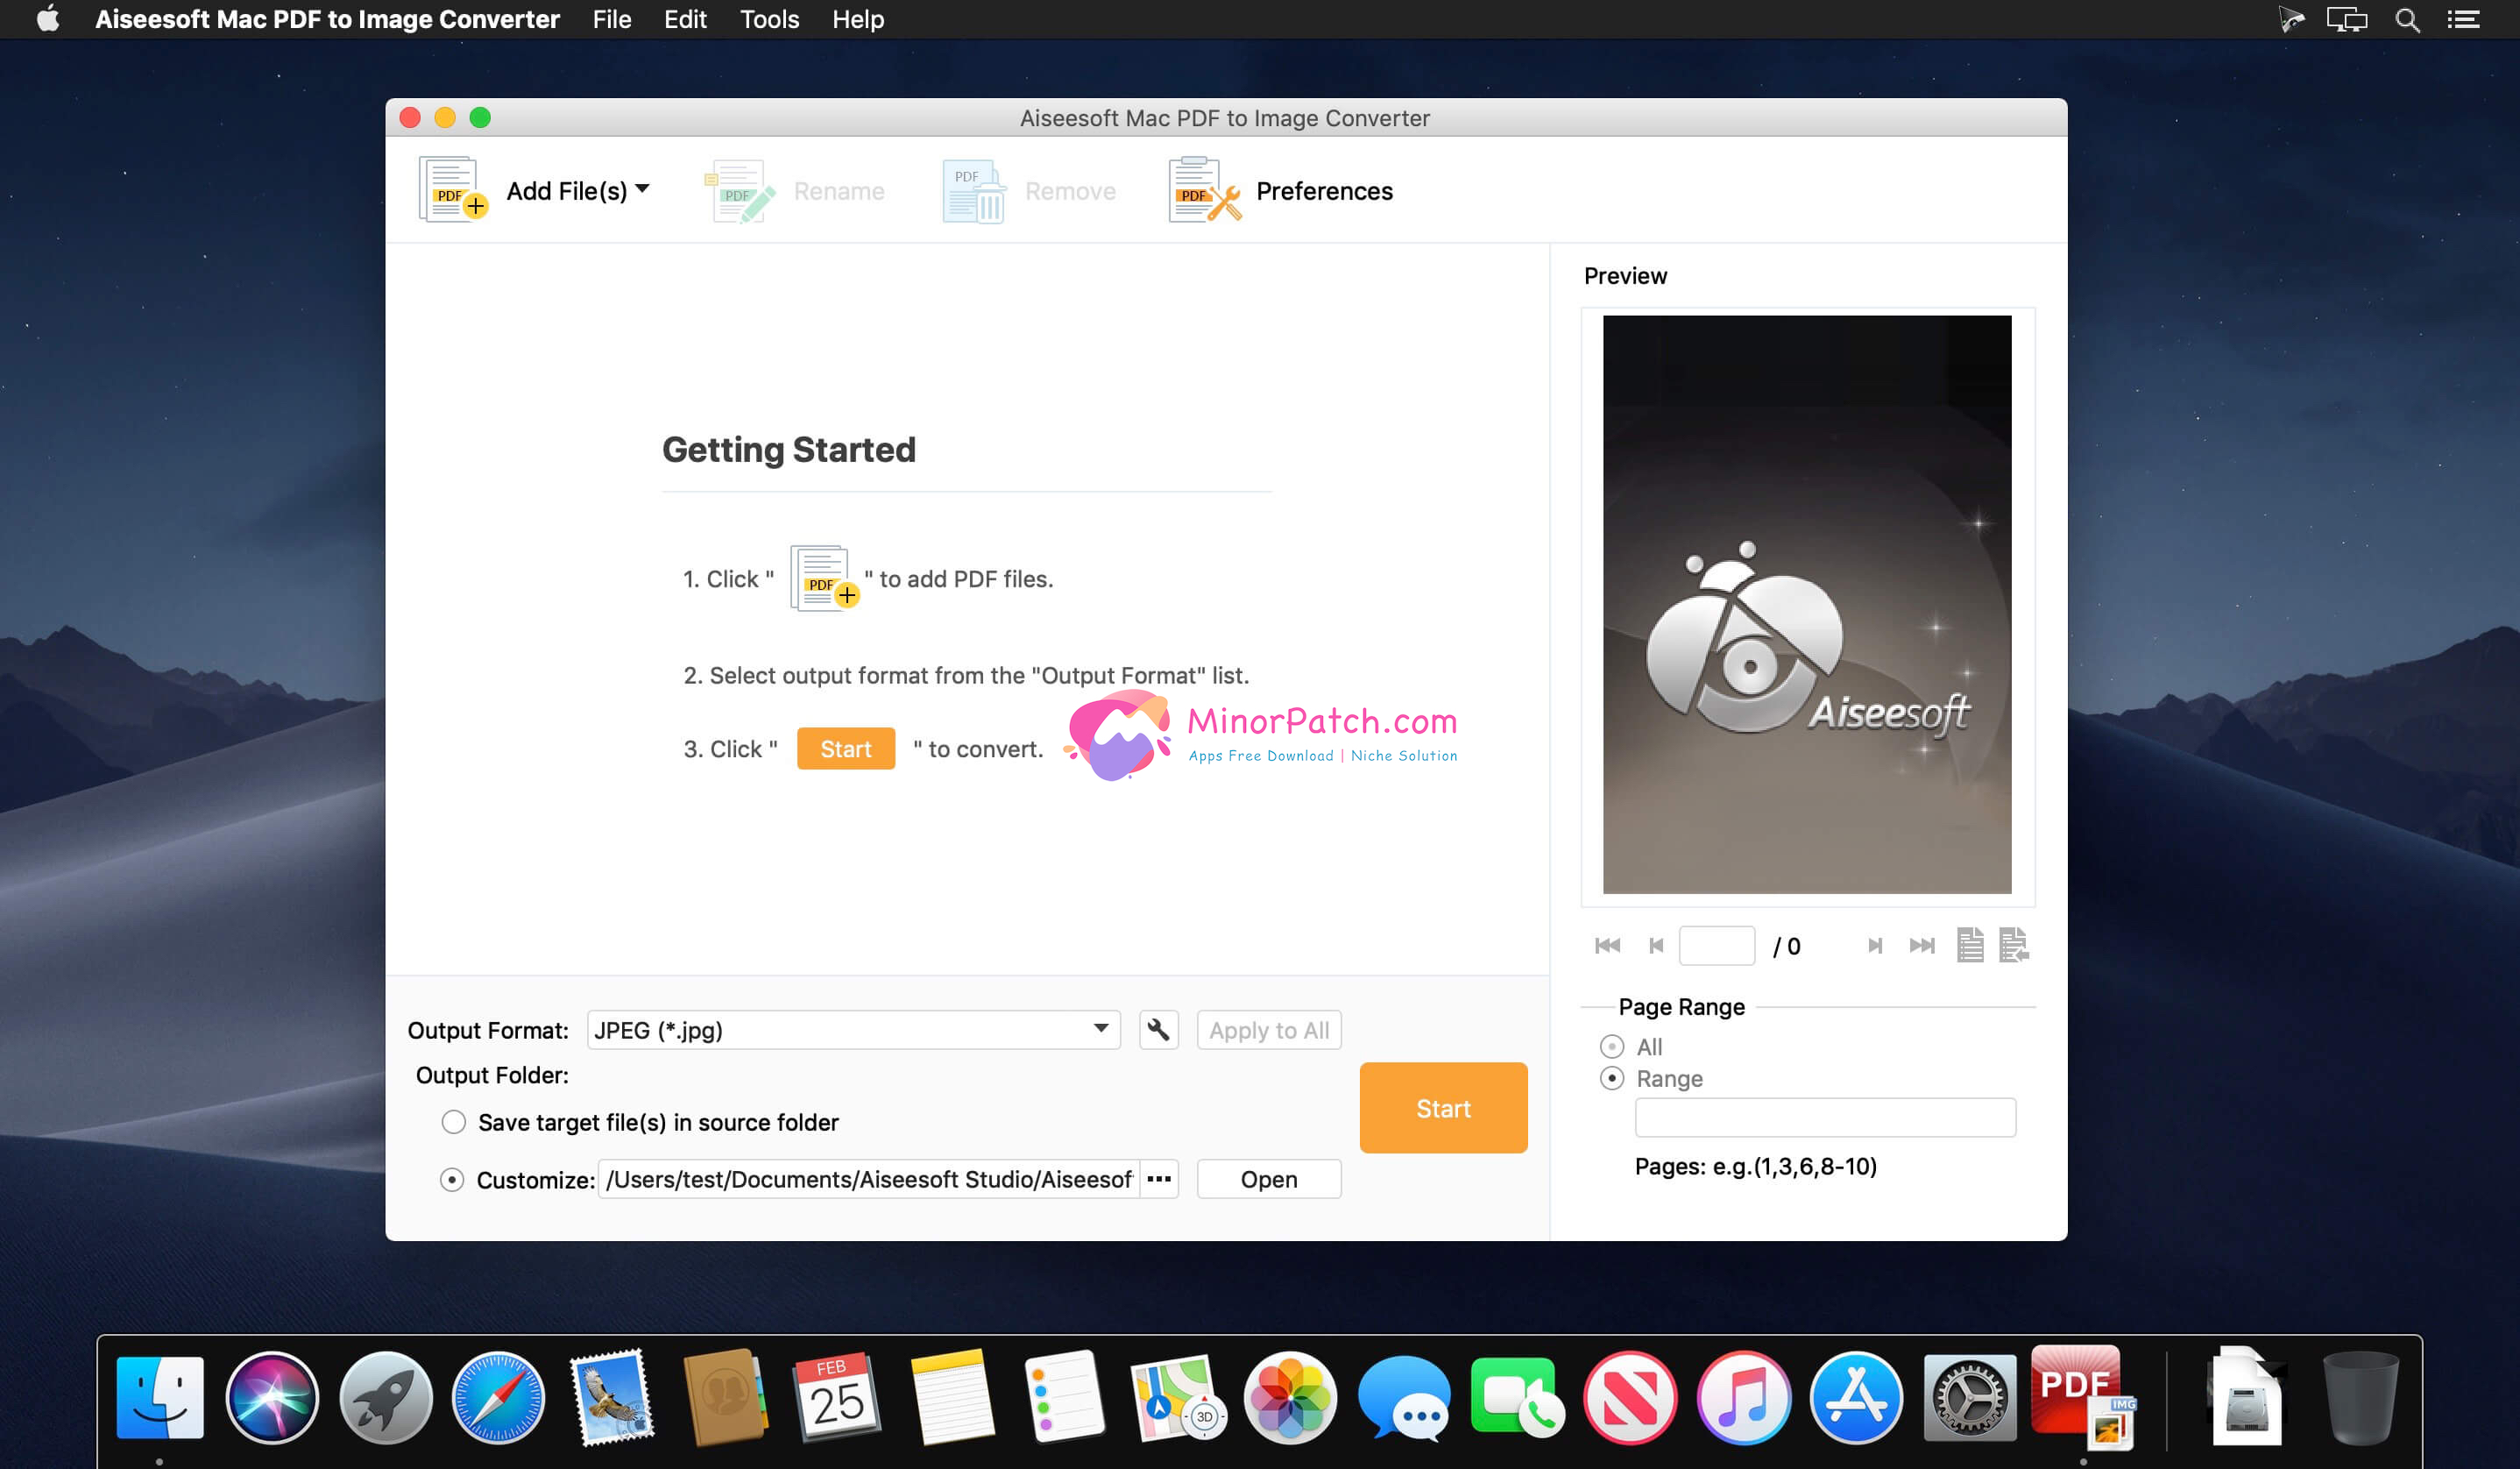 Aiseesoft Mac PDF to Image Converter File Edit Tools Help
Aiseesoft Mac PDF to Image Converter
PDF Add File(s) PDF Rename PDF Remove PDF Preferences
Preview
Getting Started
1. Click " PDF " to add PDF files.
2. Select output format from the "Output Format" list.
3. Click " Start " to convert.
MinorPatch.com
Apps Free Download | Niche Solution
Aiseesoft
/ 0
Page Range
All
Range
Pages: e.g.(1,3,6,8-10)
Output Format: JPEG (*.jpg) Apply to All
Output Folder:
Save target file(s) in source folder
Start
Customize: /Users/test/Documents/Aiseesoft Studio/Aiseesof ••• Open
FEB
25
3D
PDF
IMG